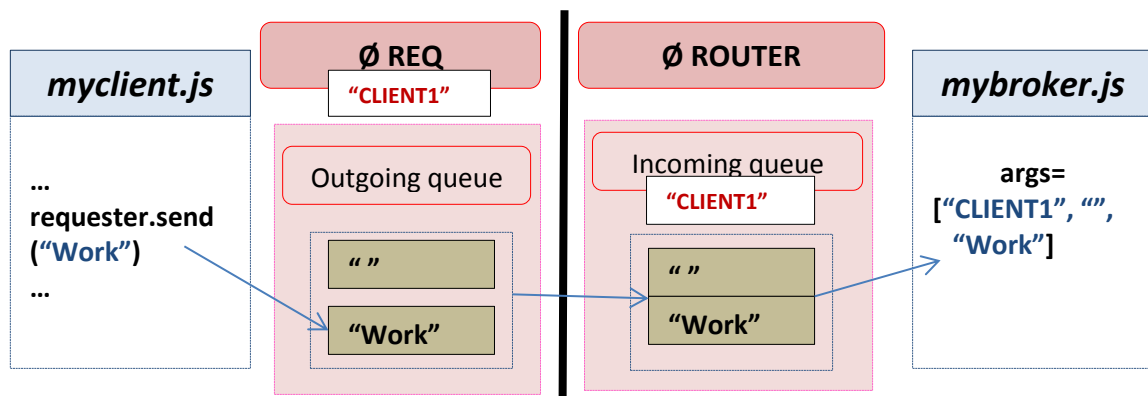 myclient.js
…
requester.send
(“Work”)
…
Ø REQ
“CLIENT1”
Outgoing queue
“ ”
“Work”
Ø ROUTER
Incoming queue
“CLIENT1”
“ ”
“Work”
mybroker.js
args=
[“CLIENT1”, “”,
“Work”]